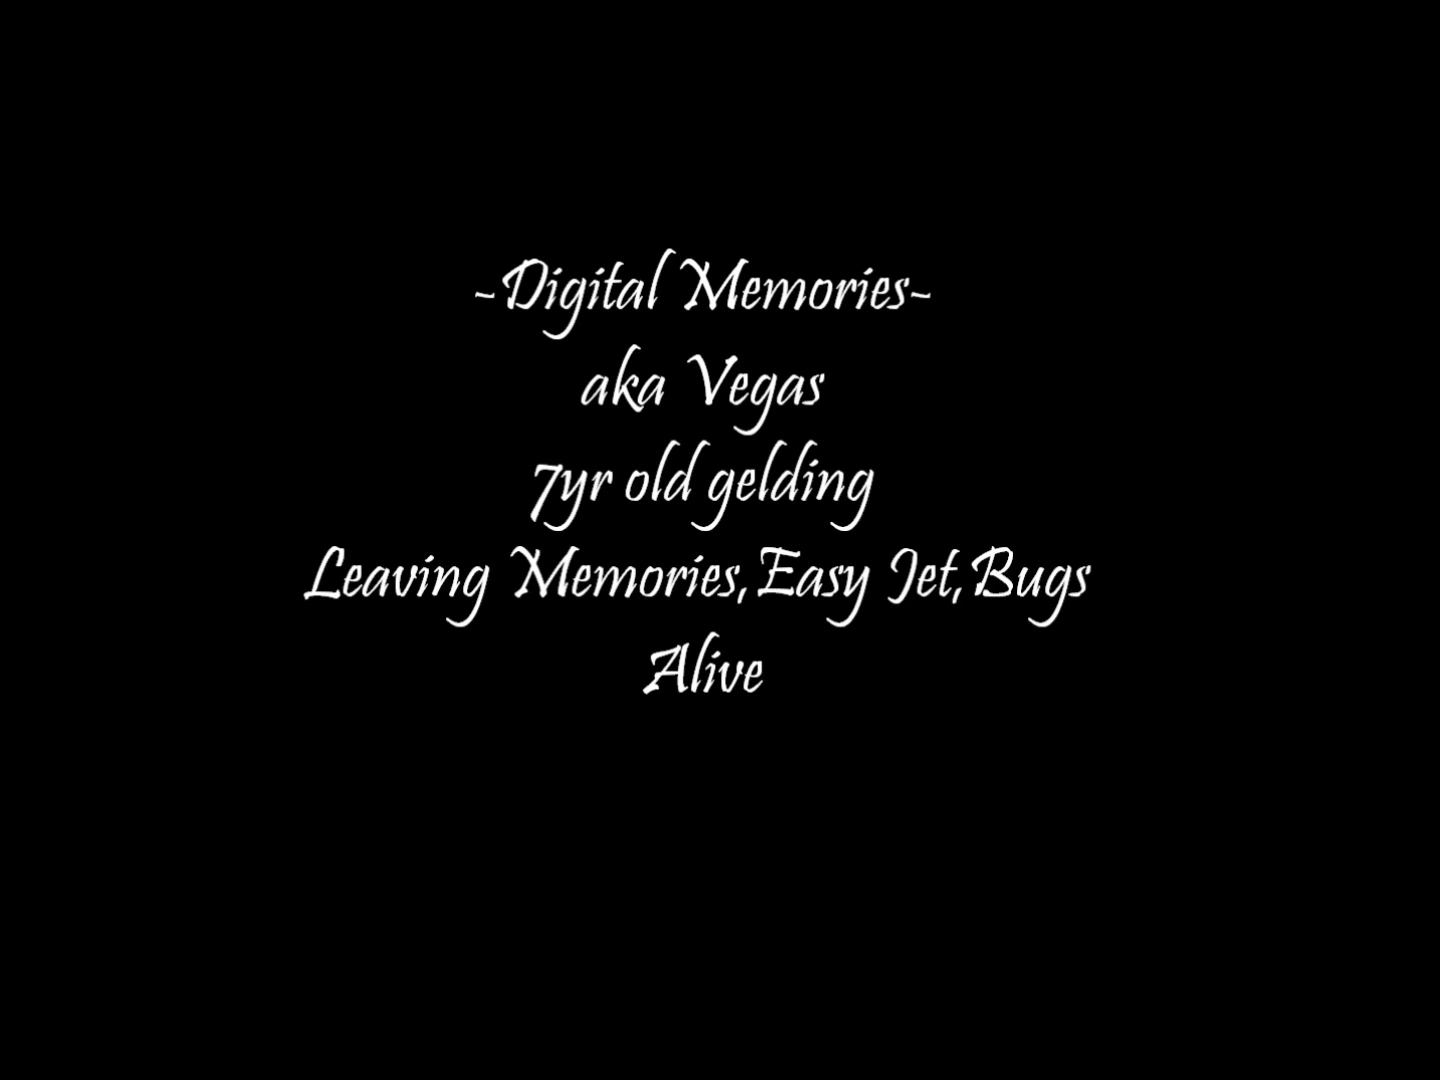 -Digital Memories-
aka Vegas
7yr old gelding
Leaving Memories,Easy Jet,Bugs
Alive